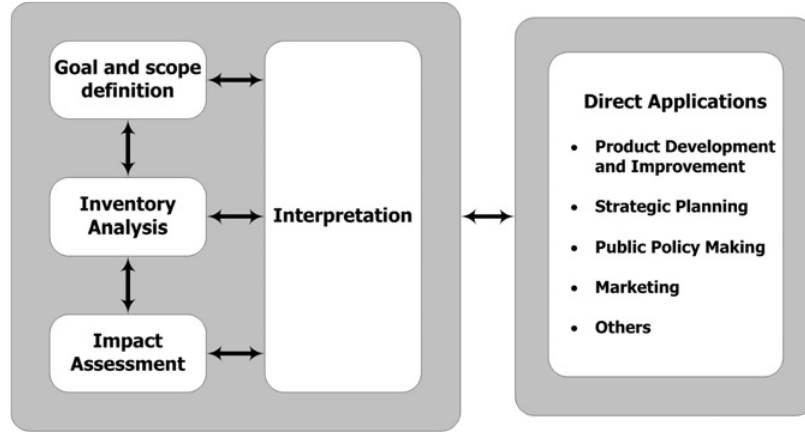 Goal and scope
definition
Inventory
Analysis
Impact
Assessment
Interpretation
Direct Applications
• Product Development
and Improvement
• Strategic Planning
• Public Policy Making
• Marketing
• Others